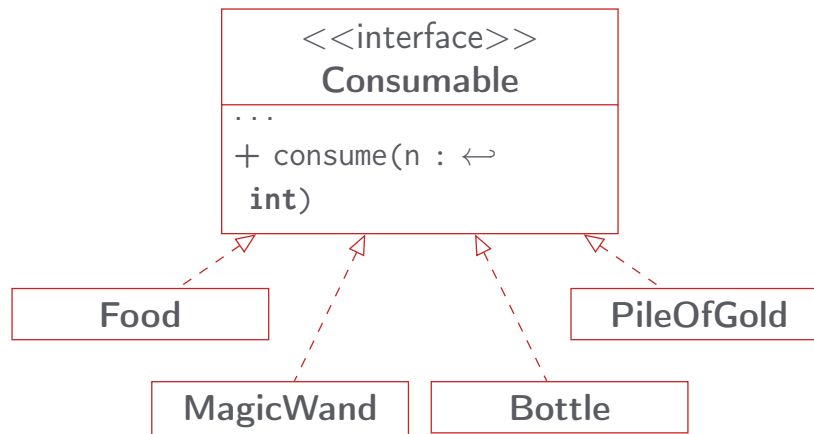 <<interface>>
Consumable
...
+ consume(n : ↩
int)
Food
PileOfGold
MagicWand
Bottle